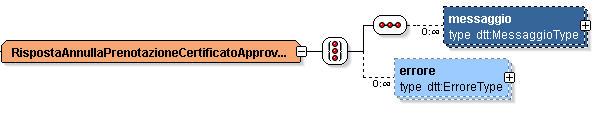 messaggio
type dtt:MessaggioType
0:∞
RispostaAnnullaPrenotazioneCertificatoApprov...
errore
type dtt:ErroreType
0:∞